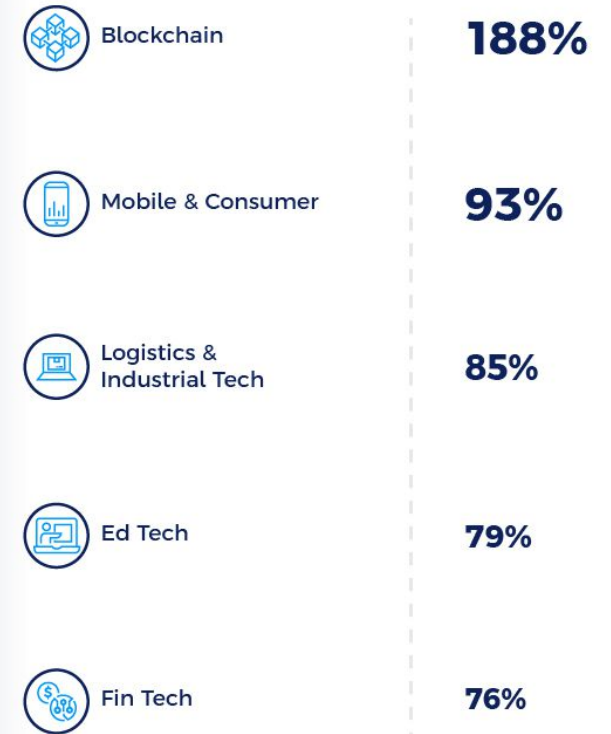 Blockchain
188%
Mobile & Consumer
93%
Logistics &
Industrial Tech
85%
Ed Tech
79%
Fin Tech
76%